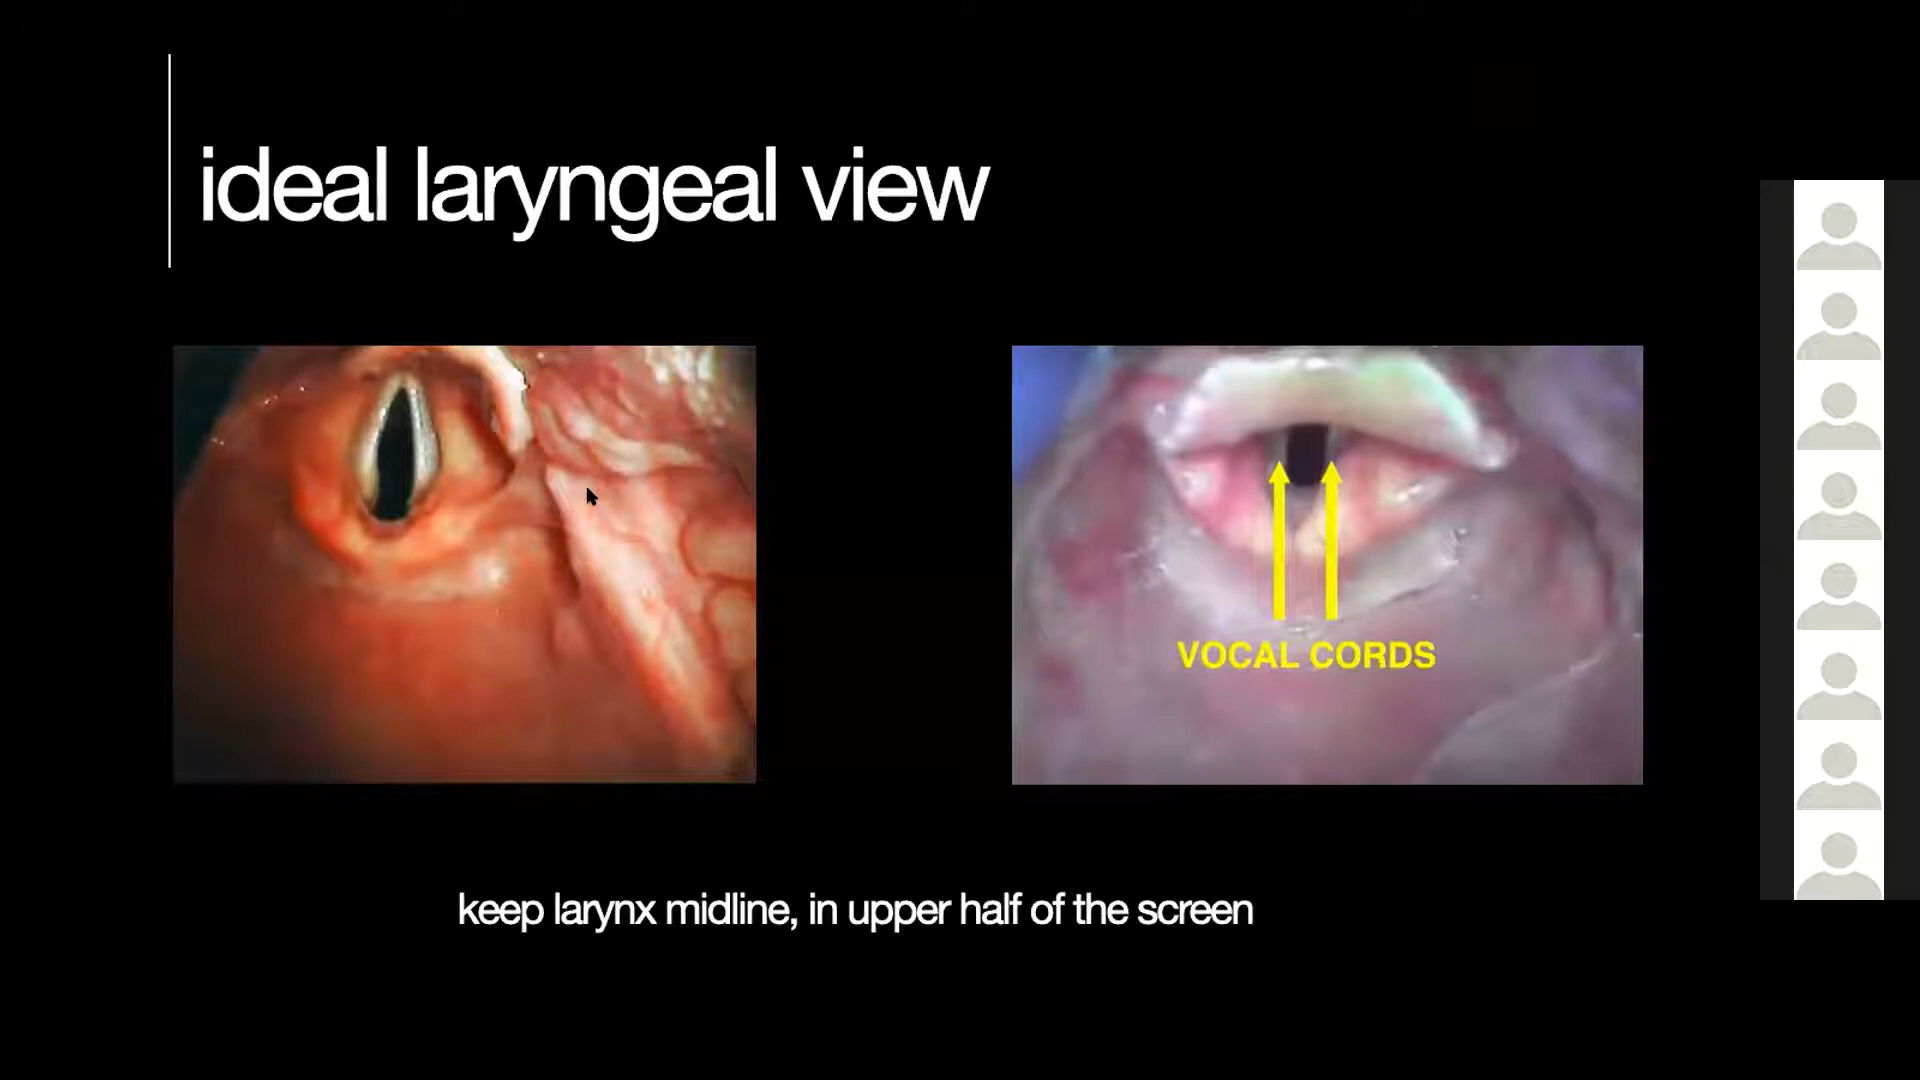 ideal laryngeal view
VOCAL CORDS
keep larynx midline, in upper half of the screen